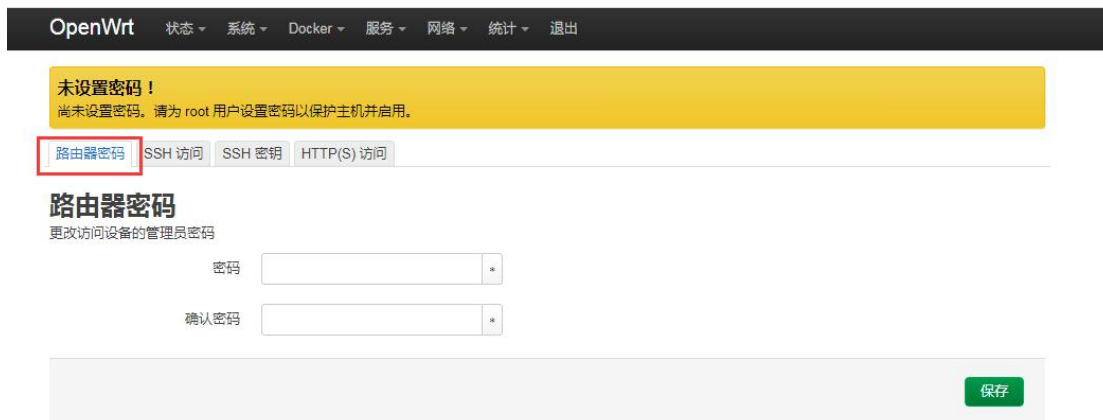 OpenWrt 状态 系统 Docker 服务 网络 统计 退出
未设置密码！
尚未设置密码。请为 root 用户设置密码以保护主机并启用。
路由器密码 SSH 访问 SSH 密钥 HTTP(S) 访问
路由器密码
更改访问设备的管理员密码
密码 *
确认密码 *
保存